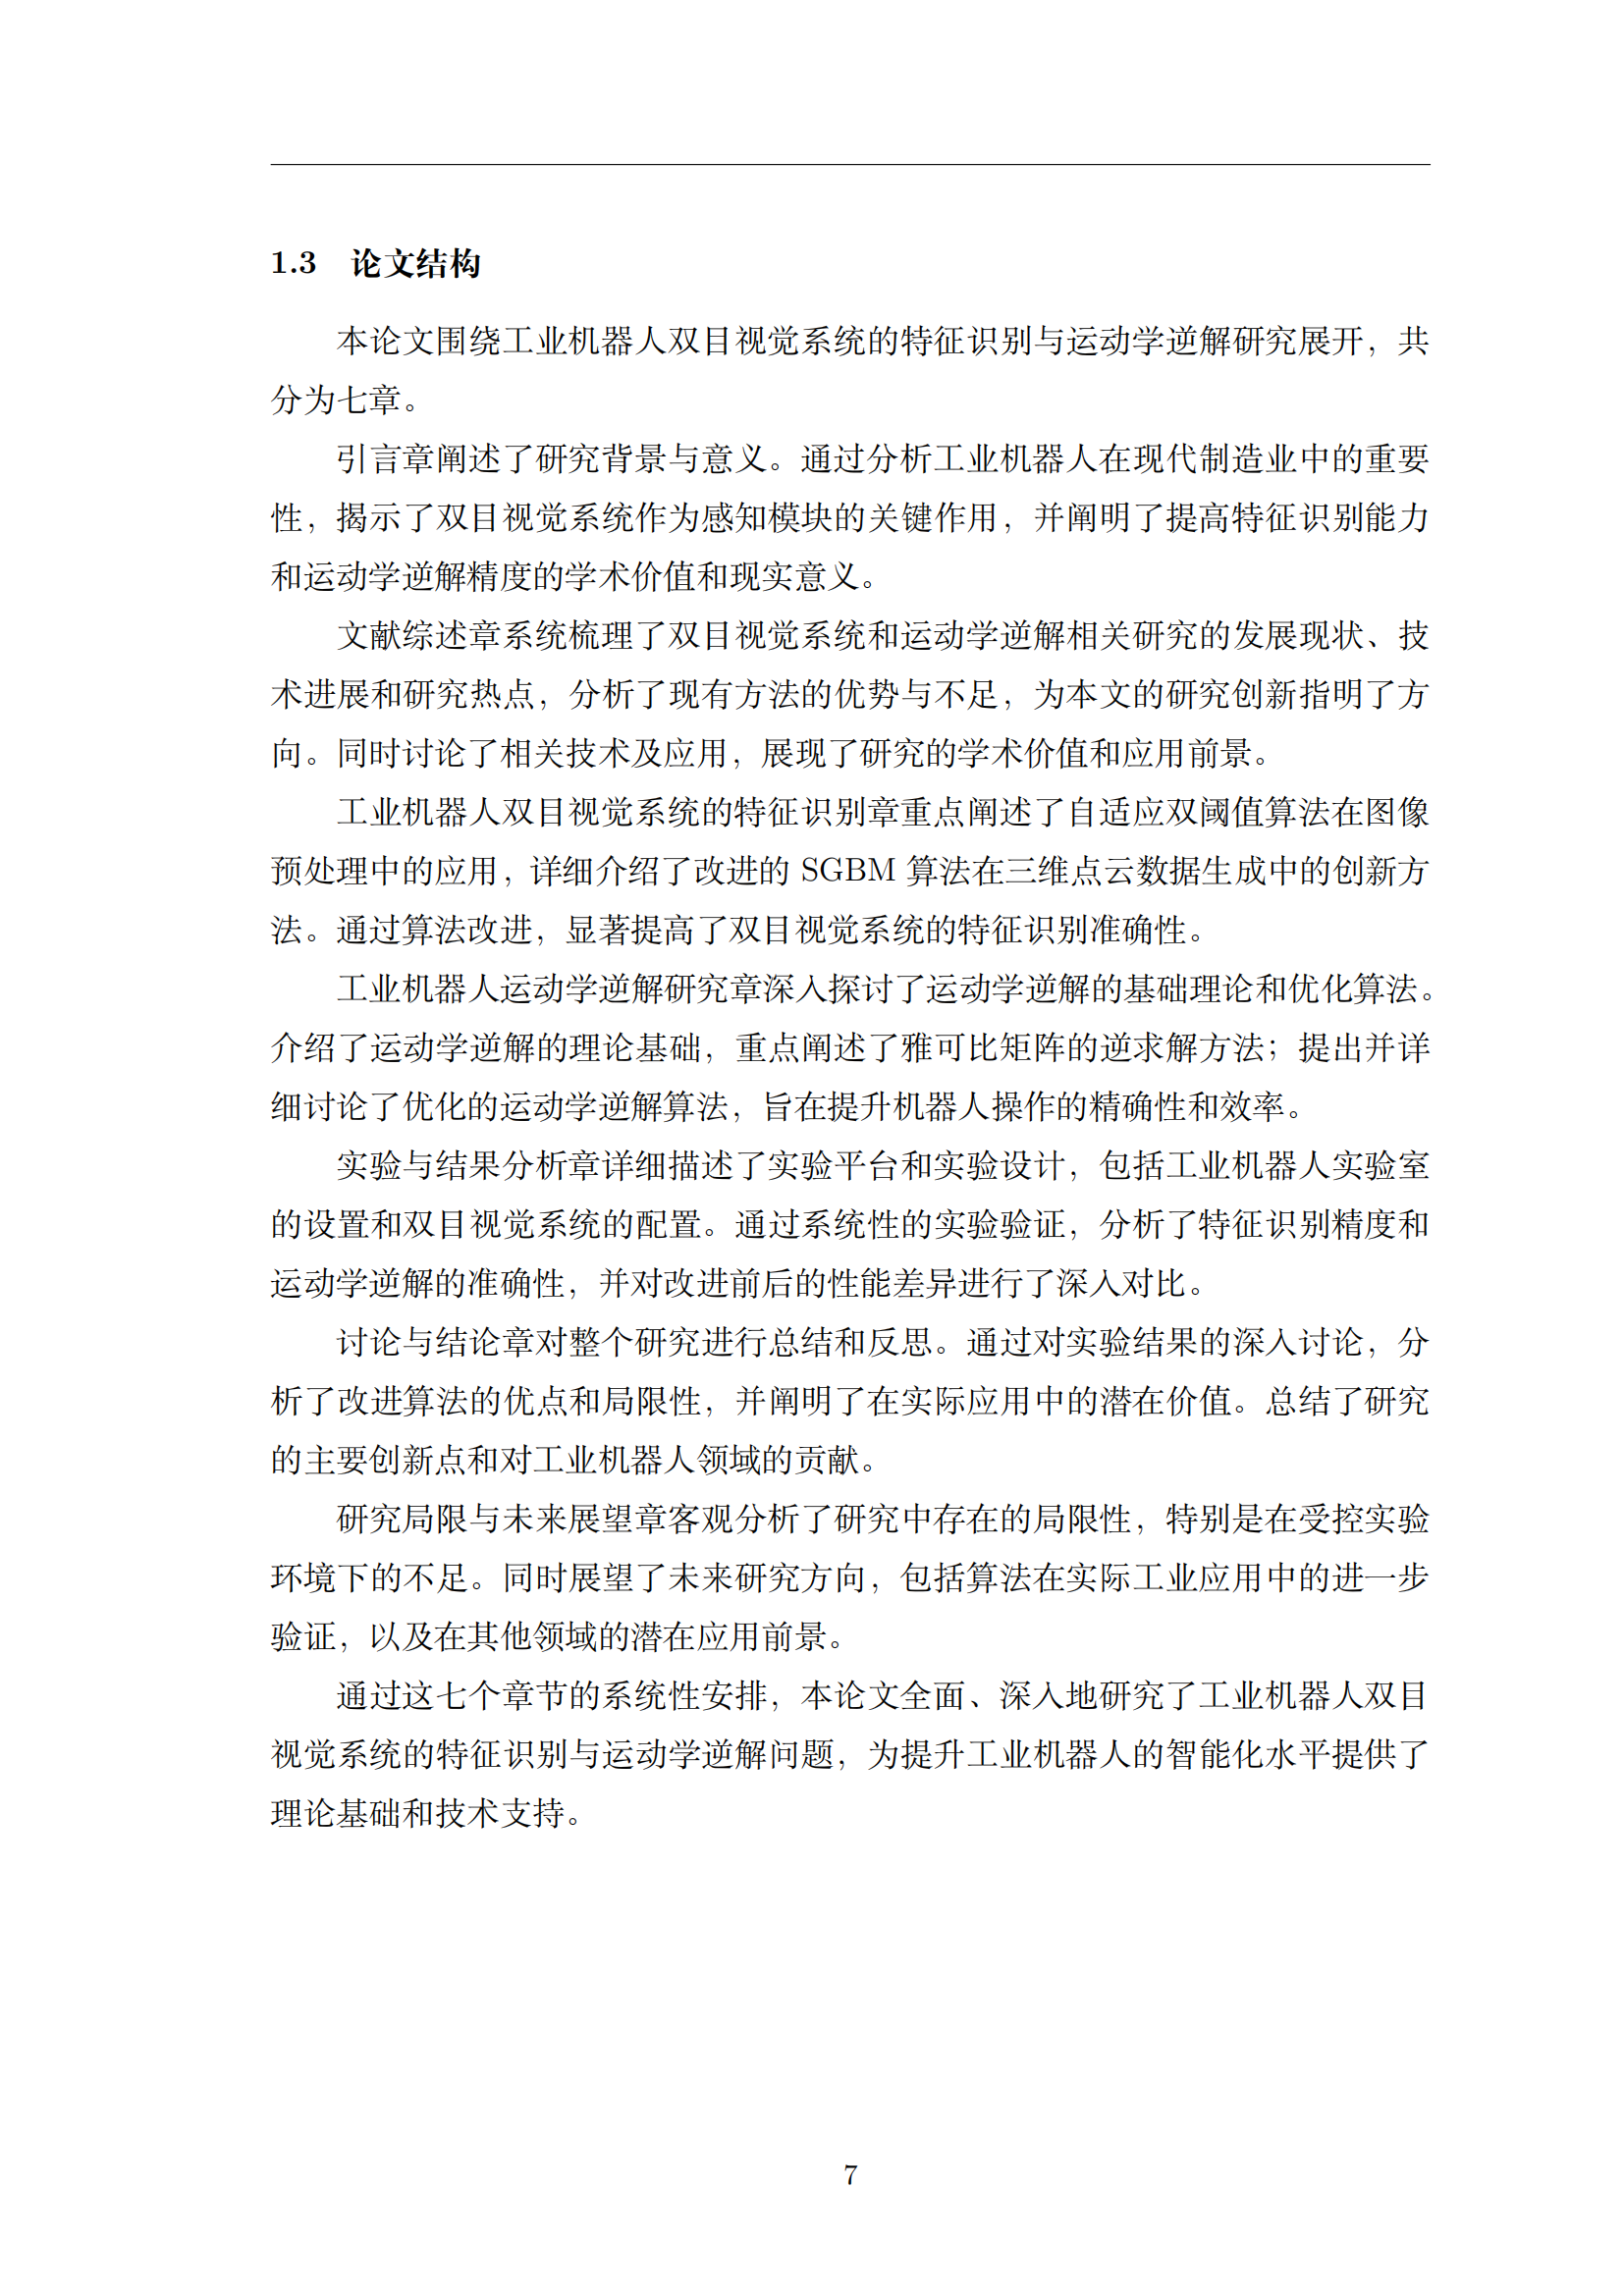 1.3 论文结构
本论文围绕工业机器人双目视觉系统的特征识别与运动学逆解研究展开，共
分为七章。
引言章阐述了研究背景与意义。通过分析工业机器人在现代制造业中的重要
性，揭示了双目视觉系统作为感知模块的关键作用，并阐明了提高特征识别能力
和运动学逆解精度的学术价值和现实意义。
文献综述章系统梳理了双目视觉系统和运动学逆解相关研究的发展现状、技
术进展和研究热点，分析了现有方法的优势与不足，为本文的研究创新指明了方
向。同时讨论了相关技术及应用，展现了研究的学术价值和应用前景。
工业机器人双目视觉系统的特征识别章重点阐述了自适应双阈值算法在图像
预处理中的应用，详细介绍了改进的 SGBM 算法在三维点云数据生成中的创新方
法。通过算法改进，显著提高了双目视觉系统的特征识别准确性。
工业机器人运动学逆解研究章深入探讨了运动学逆解的基础理论和优化算法。
介绍了运动学逆解的理论基础，重点阐述了雅可比矩阵的逆求解方法；提出并详
细讨论了优化的运动学逆解算法，旨在提升机器人操作的精确性和效率。
实验与结果分析章详细描述了实验平台和实验设计，包括工业机器人实验室
的设置和双目视觉系统的配置。通过系统性的实验验证，分析了特征识别精度和
运动学逆解的准确性，并对改进前后的性能差异进行了深入对比。
讨论与结论章对整个研究进行总结和反思。通过对实验结果的深入讨论，分
析了改进算法的优点和局限性，并阐明了在实际应用中的潜在价值。总结了研究
的主要创新点和对工业机器人领域的贡献。
研究局限与未来展望章客观分析了研究中存在的局限性，特别是在受控实验
环境下的不足。同时展望了未来研究方向，包括算法在实际工业应用中的进一步
验证，以及在其他领域的潜在应用前景。
通过这七个章节的系统性安排，本论文全面、深入地研究了工业机器人双目
视觉系统的特征识别与运动学逆解问题，为提升工业机器人的智能化水平提供了
理论基础和技术支持。
7